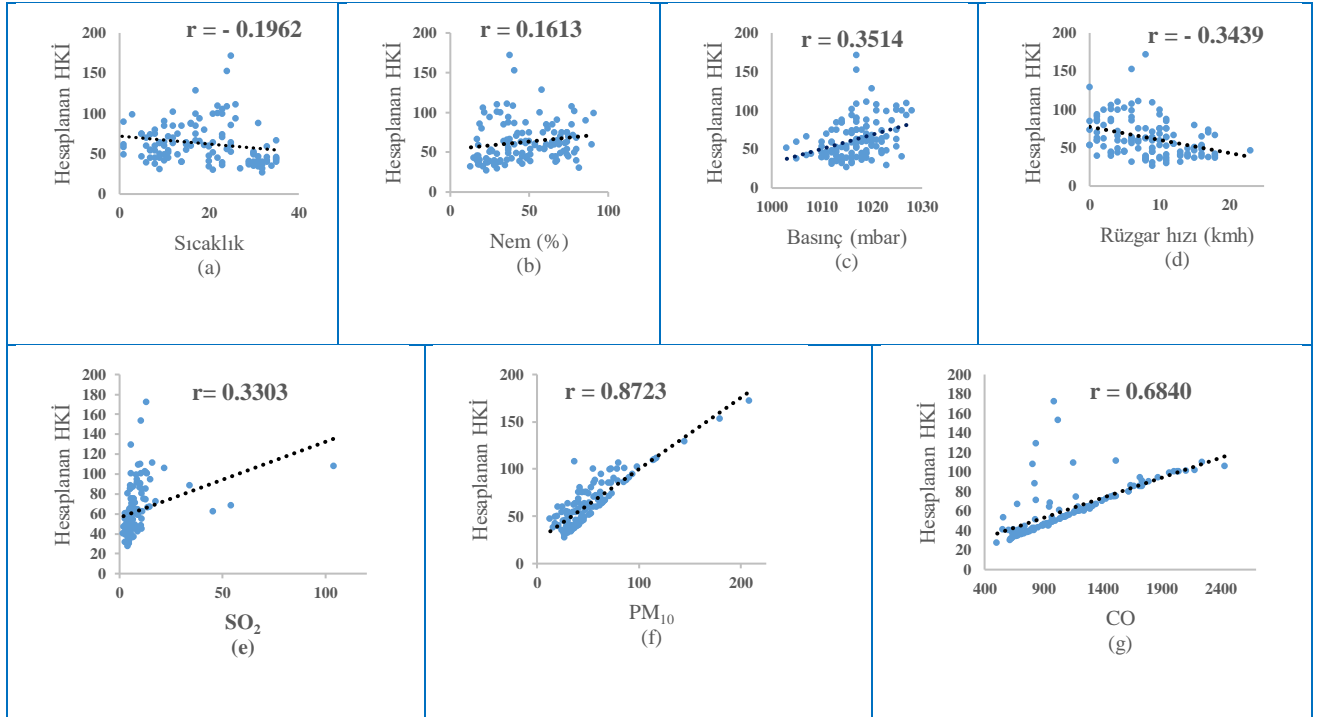 r = - 0.1962
200
150
100
50
0
0 20 40
Hesaplanan HKİ
Sıcaklık
(a)
r = 0.1613
200
150
100
50
0
0 50 100
Hesaplanan HKİ
Nem (%)
(b)
r = 0.3514
200
150
100
50
0
1000 1010 1020 1030
Hesaplanan HKİ
Basınç (mbar)
(c)
r = - 0.3439
200
150
100
50
0
0 10 20
Hesaplanan HKİ
Rüzgar hızı (kmh)
(d)
r= 0.3303
200
180
160
140
120
100
80
60
40
20
0
0 50 100
Hesaplanan HKİ
SO₂
(e)
r = 0.8723
200
150
100
50
0
0 100 200
Hesaplanan HKİ
PM₁₀
(f)
r = 0.6840
200
180
160
140
120
100
80
60
40
20
0
400 900 1400 1900 2400
Hesaplanan HKİ
CO
(g)